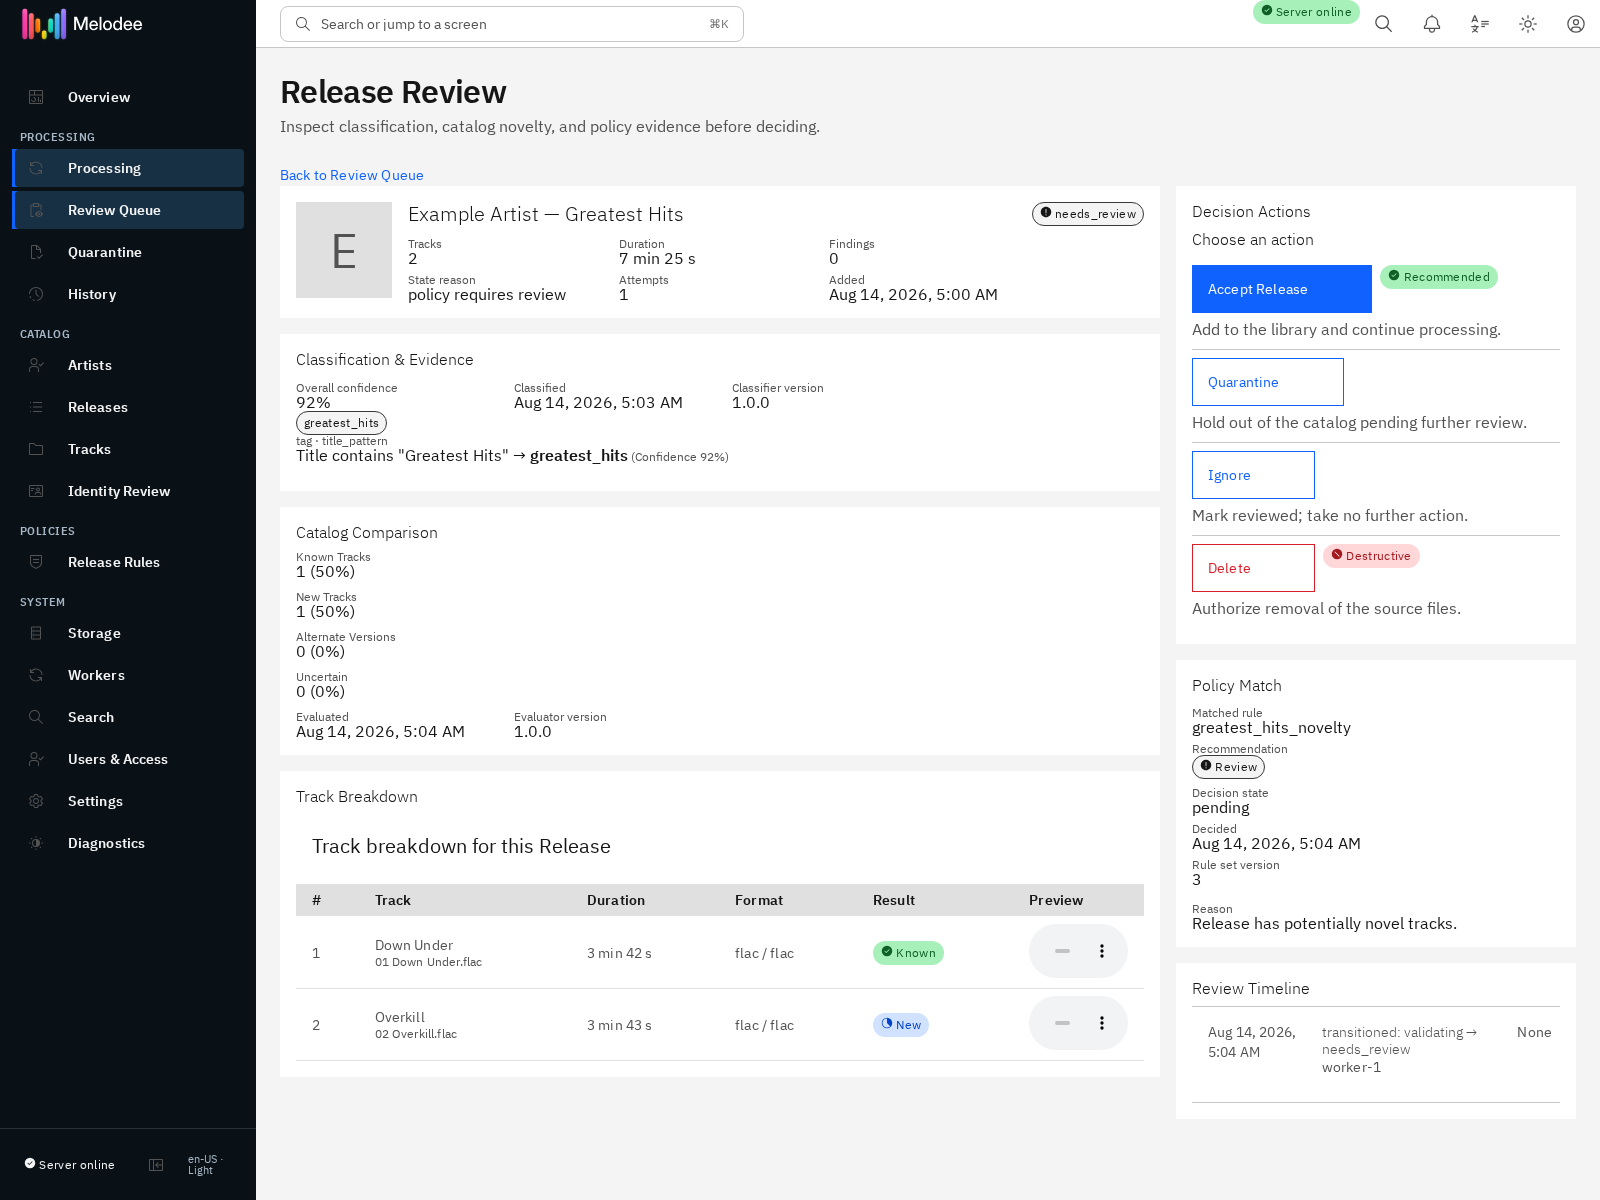 Melodee
Search or jump to a screen
⌘K
Server online
Overview
PROCESSING
Processing
Review Queue
Quarantine
History
CATALOG
Artists
Releases
Tracks
Identity Review
POLICIES
Release Rules
SYSTEM
Storage
Workers
Search
Users & Access
Settings
Diagnostics
Server online
en-US ·
Light
Release Review
Inspect classification, catalog novelty, and policy evidence before deciding.
Back to Review Queue
E
Example Artist — Greatest Hits
needs_review
Tracks
2
Duration
7 min 25 s
Findings
0
State reason
policy requires review
Attempts
1
Added
Aug 14, 2026, 5:00 AM
Classification & Evidence
Overall confidence
92%
Classified
Aug 14, 2026, 5:03 AM
Classifier version
1.0.0
greatest_hits
tag · title_pattern
Title contains "Greatest Hits" → greatest_hits (Confidence 92%)
Catalog Comparison
Known Tracks
1 (50%)
New Tracks
1 (50%)
Alternate Versions
0 (0%)
Uncertain
0 (0%)
Evaluated
Aug 14, 2026, 5:04 AM
Evaluator version
1.0.0
Track Breakdown
Track breakdown for this Release
# Track Duration Format Result Preview
1 Down Under 3 min 42 s flac / flac Known
01 Down Under.flac
2 Overkill 3 min 43 s flac / flac New
02 Overkill.flac
Decision Actions
Choose an action
Accept Release
Recommended
Add to the library and continue processing.
Quarantine
Hold out of the catalog pending further review.
Ignore
Mark reviewed; take no further action.
Delete
Destructive
Authorize removal of the source files.
Policy Match
Matched rule
greatest_hits_novelty
Recommendation
Review
Decision state
pending
Decided
Aug 14, 2026, 5:04 AM
Rule set version
3
Reason
Release has potentially novel tracks.
Review Timeline
Aug 14, 2026,
5:04 AM
transitioned: validating →
needs_review
worker-1
None